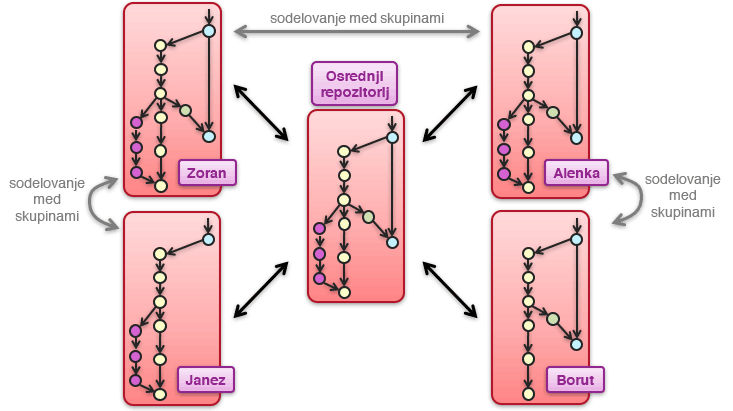 sodelovanje med skupinami
Osrednji
repozitorij
Zoran
Alenka
sodelovanje
med
skupinami
sodelovanje
med
skupinami
Janez
Borut